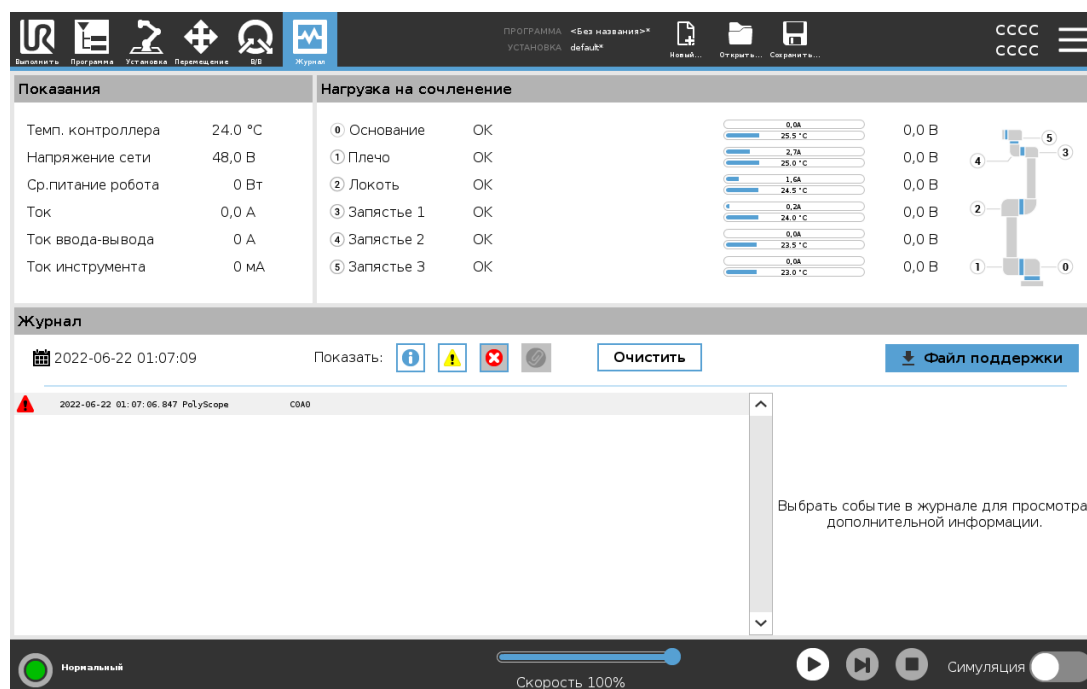 Выполнить Программа Установка Перемещение В/В Журнал
ПРОГРАММА <Без названия>*
УСТАНОВКА default*
Новый... Открыть... Сохранить...
CCCC
CCCC
Показания
Темп. контроллера 24.0 °C
Напряжение сети 48,0 В
Ср.питание робота 0 Вт
Ток 0,0 А
Ток ввода-вывода 0 А
Ток инструмента 0 мА
Нагрузка на сочленение
0 Основание OK 0,0A 25.5 °C 0,0 В
1 Плечо OK 2,7A 25.0 °C 0,0 В
2 Локоть OK 1,6A 24.5 °C 0,0 В
3 Запястье 1 OK 0,2A 24.0 °C 0,0 В
4 Запястье 2 OK 0,0A 23.5 °C 0,0 В
5 Запястье 3 OK 0,0A 23.0 °C 0,0 В
5
3
4
2
1 0
Журнал
2022-06-22 01:07:09 Показать: Очистить Файл поддержки
2022-06-22 01:07:06.847 PolyScope C0A0
Выбрать событие в журнале для просмотра
дополнительной информации.
Нормальный
Скорость 100%
Симуляция